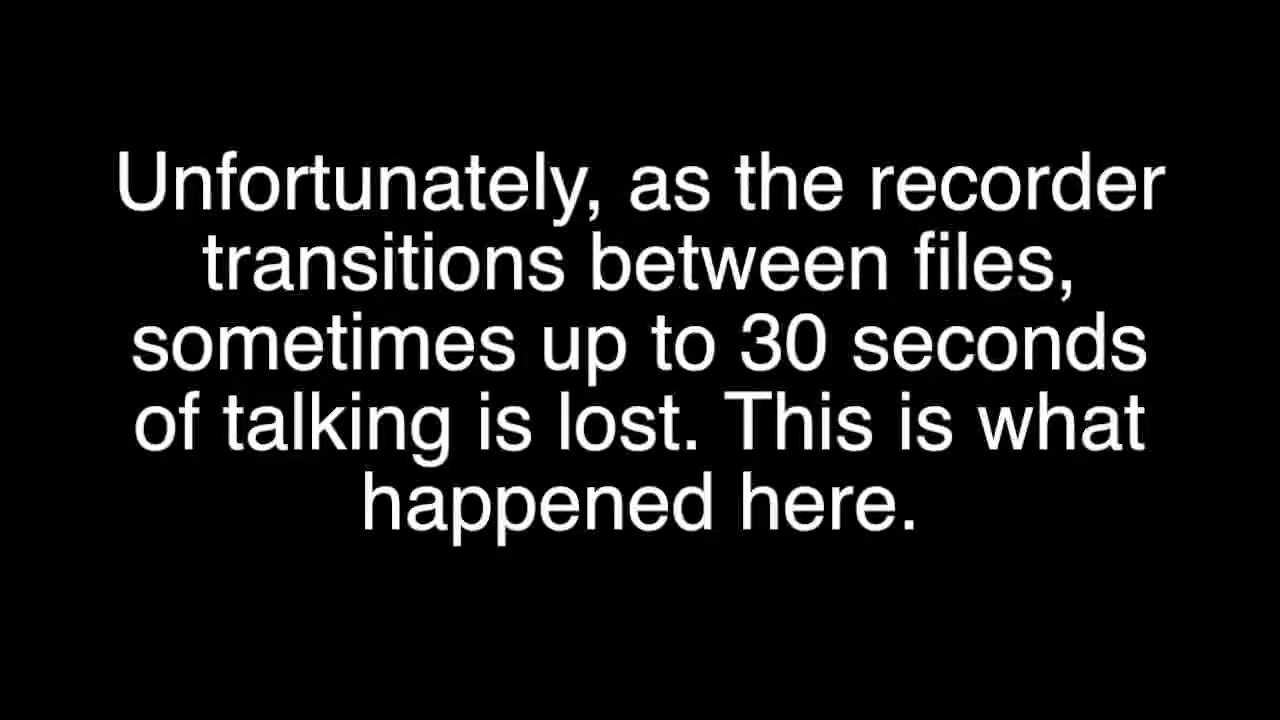 Unfortunately, as the recorder
transitions between files,
sometimes up to 30 seconds
of talking is lost. This is what
happened here.